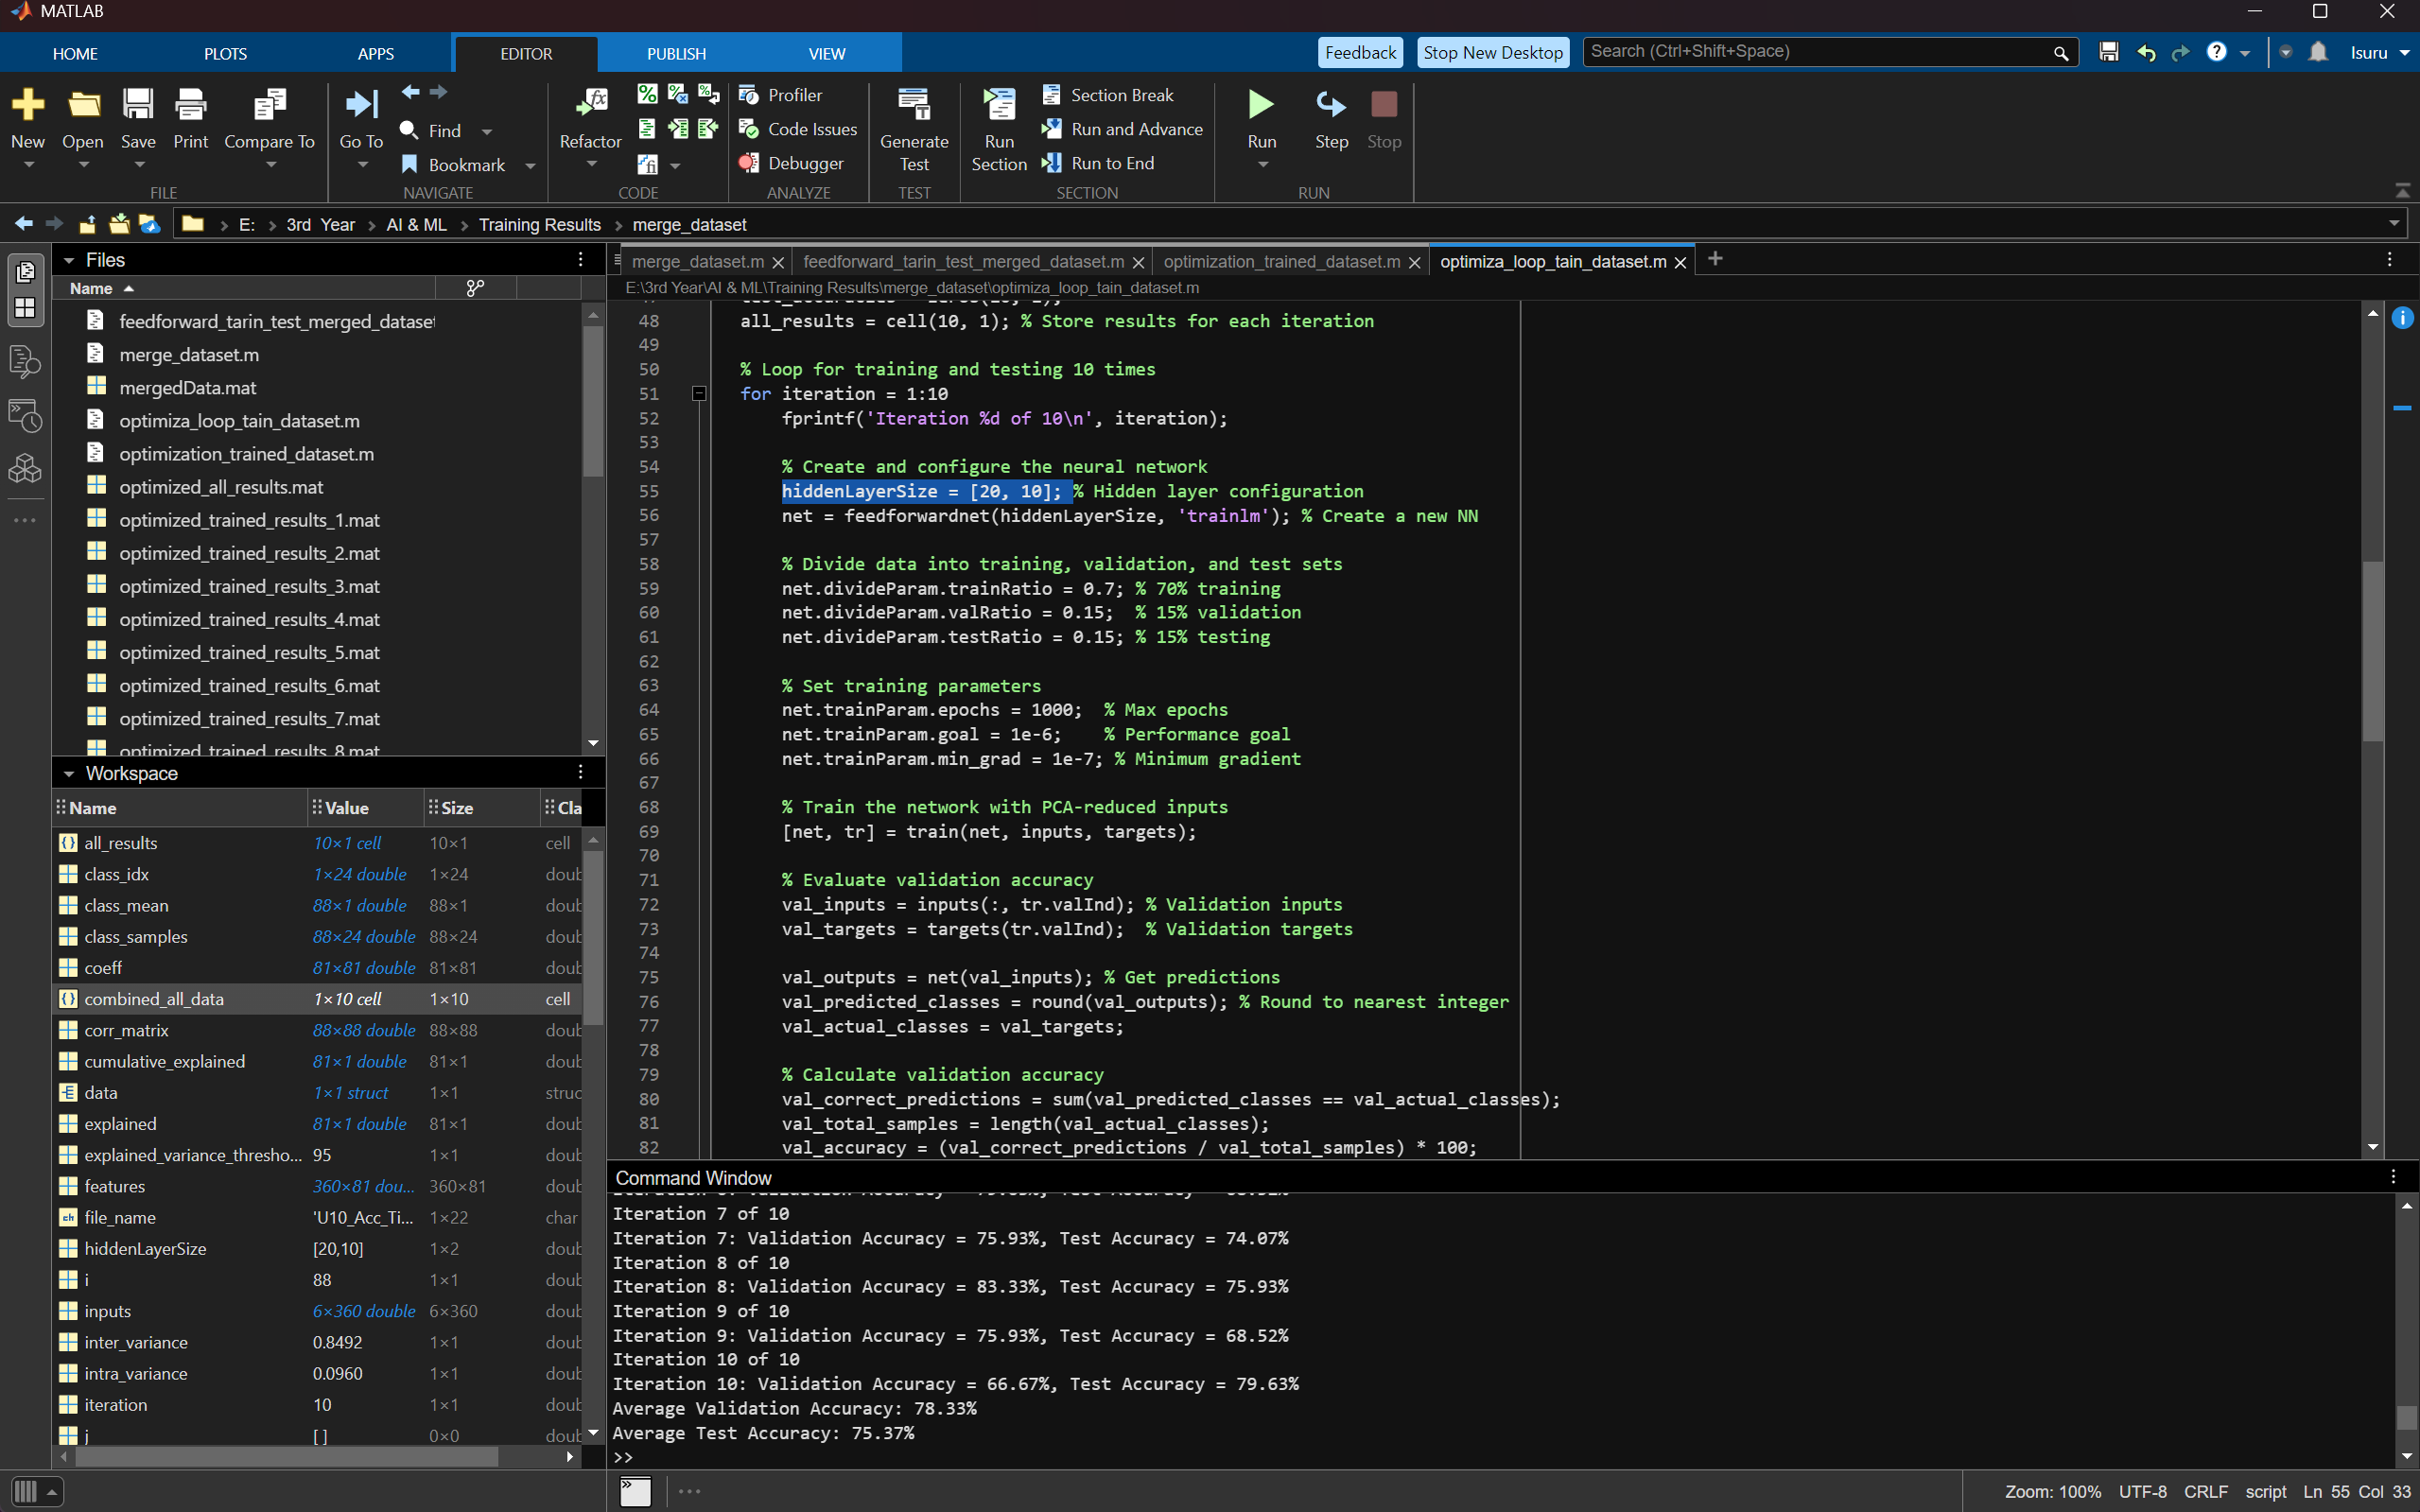 MATLAB
HOME PLOTS APPS EDITOR PUBLISH VIEW Feedback Stop New Desktop Search (Ctrl+Shift+Space) Isuru
New Open Save Print Compare To Go To Find Bookmark Refactor Profiler Code Issues Debugger Generate Test Run Section Section Break Run and Advance Run to End Run Step Stop
FILE NAVIGATE CODE ANALYZE TEST SECTION RUN
E: 3rd Year AI & ML Training Results merge_dataset
Files
Name
feedforward_tarin_test_merged_dataset
merge_dataset.m
mergedData.mat
optimiza_loop_tain_dataset.m
optimization_trained_dataset.m
optimized_all_results.mat
optimized_trained_results_1.mat
optimized_trained_results_2.mat
optimized_trained_results_3.mat
optimized_trained_results_4.mat
optimized_trained_results_5.mat
optimized_trained_results_6.mat
optimized_trained_results_7.mat
optimized_trained_results_8.mat
Workspace
Name Value Size Cla
all_results 10×1 cell 10×1 cell
class_idx 1×24 double 1×24 doub
class_mean 88×1 double 88×1 doub
class_samples 88×24 double 88×24 doub
coeff 81×81 double 81×81 doub
combined_all_data 1×10 cell 1×10 cell
corr_matrix 88×88 double 88×88 doub
cumulative_explained 81×1 double 81×1 doub
data 1×1 struct 1×1 struc
explained 81×1 double 81×1 doub
explained_variance_thresho... 95 1×1 doub
features 360×81 dou... 360×81 doub
file_name 'U10_Acc_Ti... 1×22 char
hiddenLayerSize [20,10] 1×2 doub
i 88 1×1 doub
inputs 6×360 double 6×360 doub
inter_variance 0.8492 1×1 doub
intra_variance 0.0960 1×1 doub
iteration 10 1×1 doub
j [] 0×0 doub
merge_dataset.m feedforward_tarin_test_merged_dataset.m optimization_trained_dataset.m optimiza_loop_tain_dataset.m
E:\3rd Year\AI & ML\Training Results\merge_dataset\optimiza_loop_tain_dataset.m
48 all_results = cell(10, 1); % Store results for each iteration
49
50 % Loop for training and testing 10 times
51 for iteration = 1:10
52 fprintf('Iteration %d of 10\n', iteration);
53
54 % Create and configure the neural network
55 hiddenLayerSize = [20, 10]; % Hidden layer configuration
56 net = feedforwardnet(hiddenLayerSize, 'trainlm'); % Create a new NN
57
58 % Divide data into training, validation, and test sets
59 net.divideParam.trainRatio = 0.7; % 70% training
60 net.divideParam.valRatio = 0.15; % 15% validation
61 net.divideParam.testRatio = 0.15; % 15% testing
62
63 % Set training parameters
64 net.trainParam.epochs = 1000; % Max epochs
65 net.trainParam.goal = 1e-6; % Performance goal
66 net.trainParam.min_grad = 1e-7; % Minimum gradient
67
68 % Train the network with PCA-reduced inputs
69 [net, tr] = train(net, inputs, targets);
70
71 % Evaluate validation accuracy
72 val_inputs = inputs(:, tr.valInd); % Validation inputs
73 val_targets = targets(tr.valInd); % Validation targets
74
75 val_outputs = net(val_inputs); % Get predictions
76 val_predicted_classes = round(val_outputs); % Round to nearest integer
77 val_actual_classes = val_targets;
78
79 % Calculate validation accuracy
80 val_correct_predictions = sum(val_predicted_classes == val_actual_classes);
81 val_total_samples = length(val_actual_classes);
82 val_accuracy = (val_correct_predictions / val_total_samples) * 100;
Command Window
Iteration 7 of 10
Iteration 7: Validation Accuracy = 75.93%, Test Accuracy = 74.07%
Iteration 8 of 10
Iteration 8: Validation Accuracy = 83.33%, Test Accuracy = 75.93%
Iteration 9 of 10
Iteration 9: Validation Accuracy = 75.93%, Test Accuracy = 68.52%
Iteration 10 of 10
Iteration 10: Validation Accuracy = 66.67%, Test Accuracy = 79.63%
Average Validation Accuracy: 78.33%
Average Test Accuracy: 75.37%
>>
Zoom: 100% UTF-8 CRLF script Ln 55 Col 33